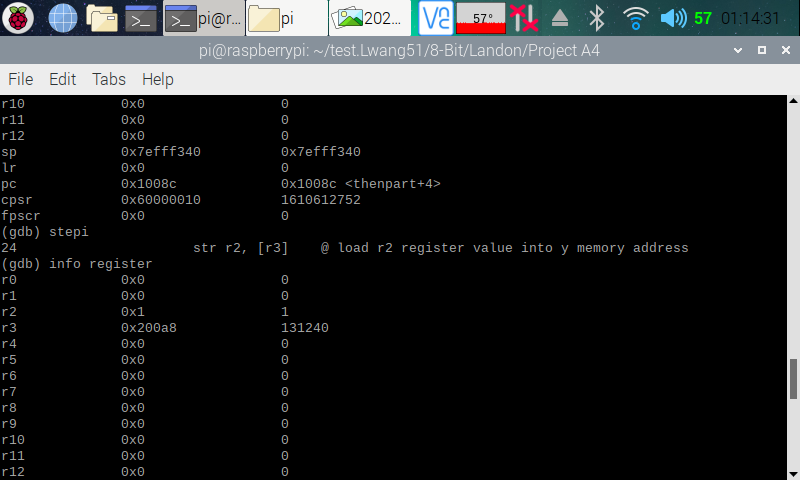 pi@r... pi 202... 57° 57 01:14:31
pi@raspberrypi: ~/test.Lwang51/8-Bit/Landon/Project A4
File Edit Tabs Help
r10 0x0 0
r11 0x0 0
r12 0x0 0
sp 0x7efff340 0x7efff340
lr 0x0 0
pc 0x1008c 0x1008c <thenpart+4>
cpsr 0x60000010 1610612752
fpscr 0x0 0
(gdb) stepi
24 str r2, [r3] @ load r2 register value into y memory address
(gdb) info register
r0 0x0 0
r1 0x0 0
r2 0x1 1
r3 0x200a8 131240
r4 0x0 0
r5 0x0 0
r6 0x0 0
r7 0x0 0
r8 0x0 0
r9 0x0 0
r10 0x0 0
r11 0x0 0
r12 0x0 0